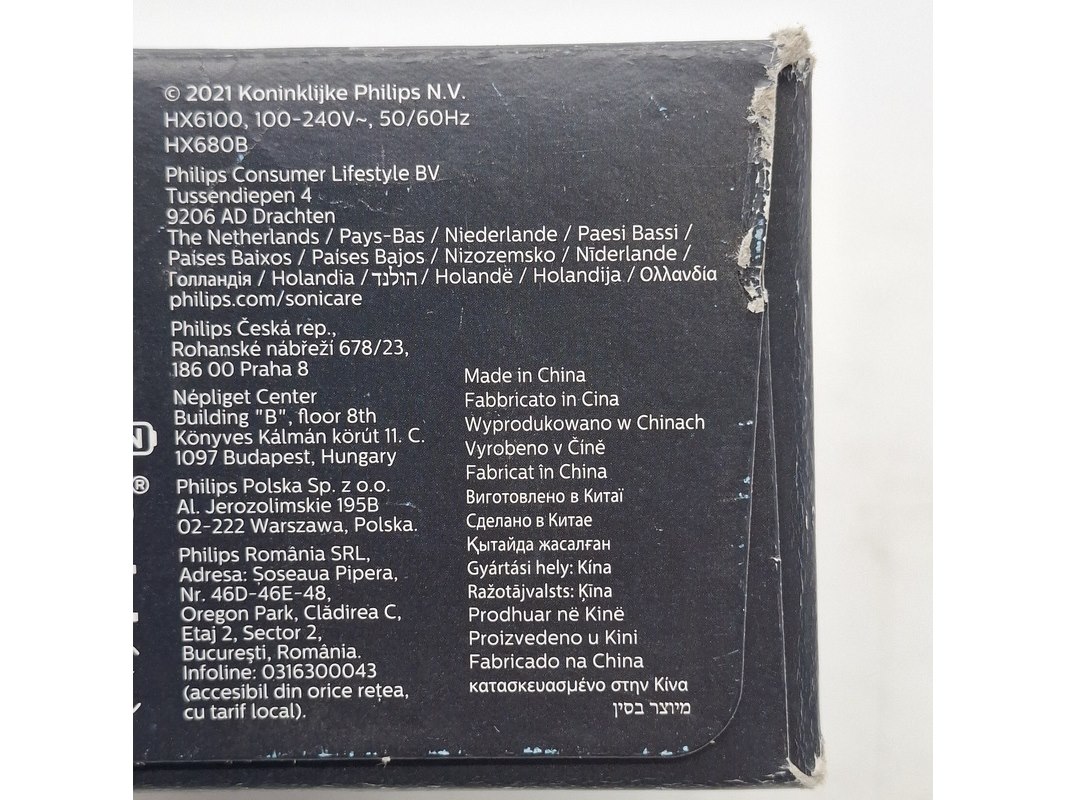 © 2021 Koninklijke Philips N.V.
HX6100, 100-240V~, 50/60Hz
HX680B
Philips Consumer Lifestyle BV
Tussendiepen 4
9206 AD Drachten
The Netherlands / Pays-Bas / Niederlande / Paesi Bassi /
Países Baixos / Países Bajos / Nizozemsko / Nīderlande /
Голландія / Holandia / הולנד / Holandë / Holandija / Ολλανδία
philips.com/sonicare
Philips Česká rep.,
Rohanské nábřeží 678/23,
186 00 Praha 8
Népliget Center
Building "B", floor 8th
Könyves Kálmán körút 11. C.
1097 Budapest, Hungary
Philips Polska Sp. z o.o.
Al. Jerozolimskie 195B
02-222 Warszawa, Polska.
Philips România SRL,
Adresa: Șoseaua Pipera,
Nr. 46D-46E-48,
Oregon Park, Clădirea C,
Etaj 2, Sector 2,
București, România.
Infoline: 0316300043
(accesibil din orice rețea,
cu tarif local).
Made in China
Fabbricato in Cina
Wyprodukowano w Chinach
Vyrobeno v Číně
Fabricat în China
Виготовлено в Китаї
Сделано в Китае
Қытайда жасалған
Gyártási hely: Kína
Ražotājvalsts: Ķīna
Prodhuar në Kinë
Proizvedeno u Kini
Fabricado na China
κατασκευασμένο στην Κίνα
מיוצר בסין
N
®